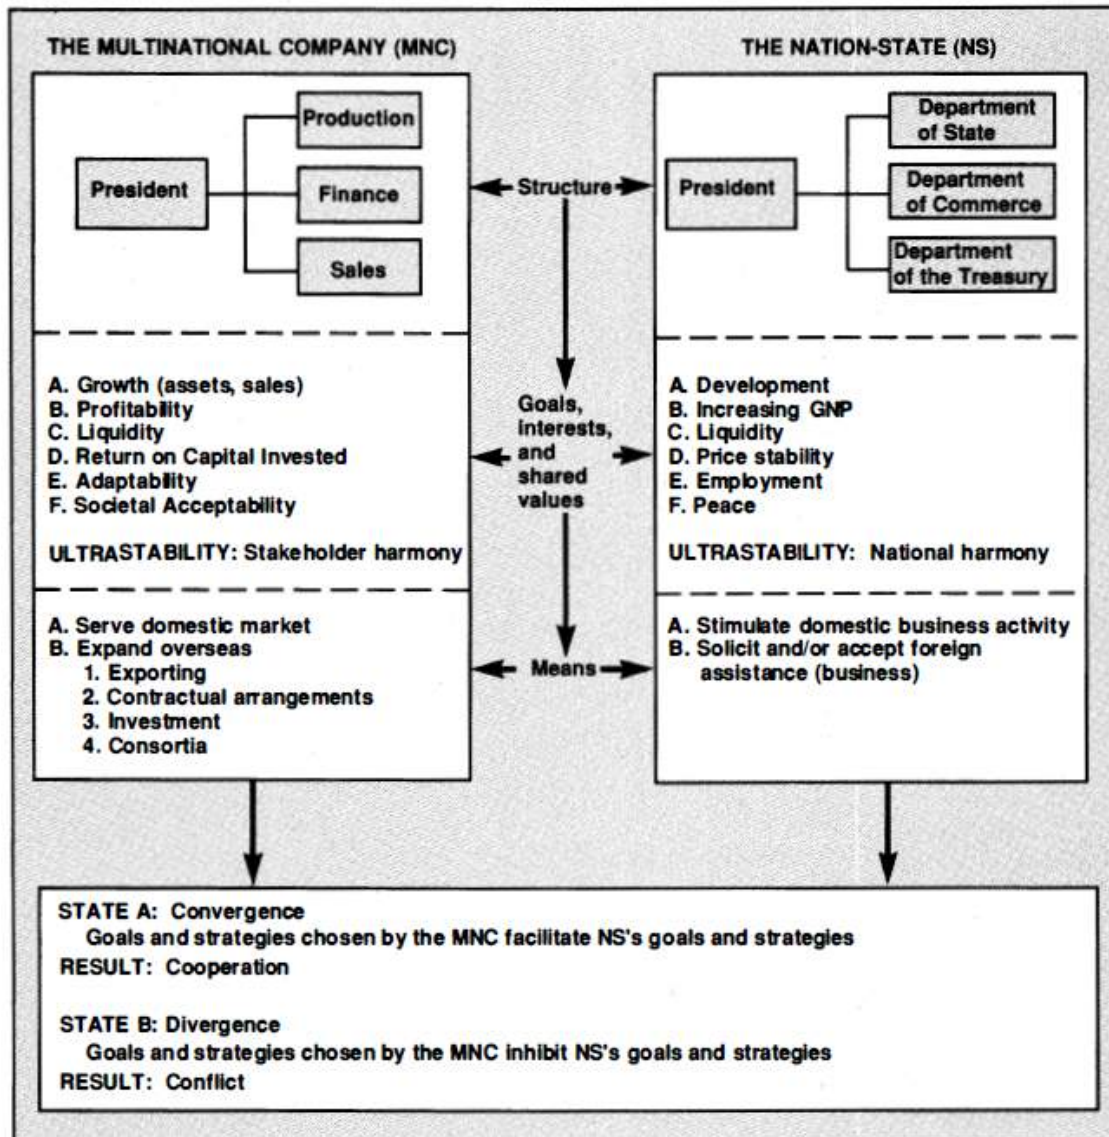 THE MULTINATIONAL COMPANY (MNC)
President
Production
Finance
Sales
A. Growth (assets, sales)
B. Profitability
C. Liquidity
D. Return on Capital Invested
E. Adaptability
F. Societal Acceptability
ULTRASTABILITY: Stakeholder harmony
A. Serve domestic market
B. Expand overseas
1. Exporting
2. Contractual arrangements
3. Investment
4. Consortia
Structure
Goals,
interests,
and
shared
values
Means
THE NATION-STATE (NS)
President
Department
of State
Department
of Commerce
Department
of the Treasury
A. Development
B. Increasing GNP
C. Liquidity
D. Price stability
E. Employment
F. Peace
ULTRASTABILITY: National harmony
A. Stimulate domestic business activity
B. Solicit and/or accept foreign
assistance (business)
STATE A: Convergence
Goals and strategies chosen by the MNC facilitate NS's goals and strategies
RESULT: Cooperation
STATE B: Divergence
Goals and strategies chosen by the MNC inhibit NS's goals and strategies
RESULT: Conflict